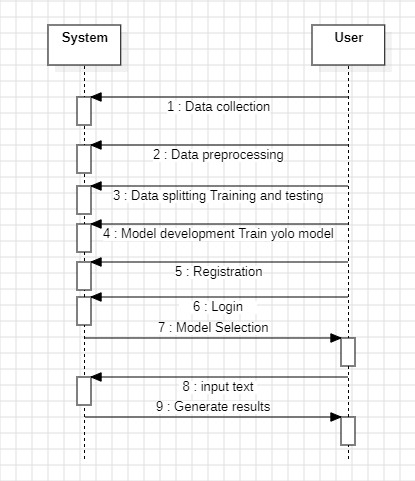 System User
1 : Data collection
2 : Data preprocessing
3 : Data splitting Training and testing
4 : Model development Train yolo model
5 : Registration
6 : Login
7 : Model Selection
8 : input text
9 : Generate results